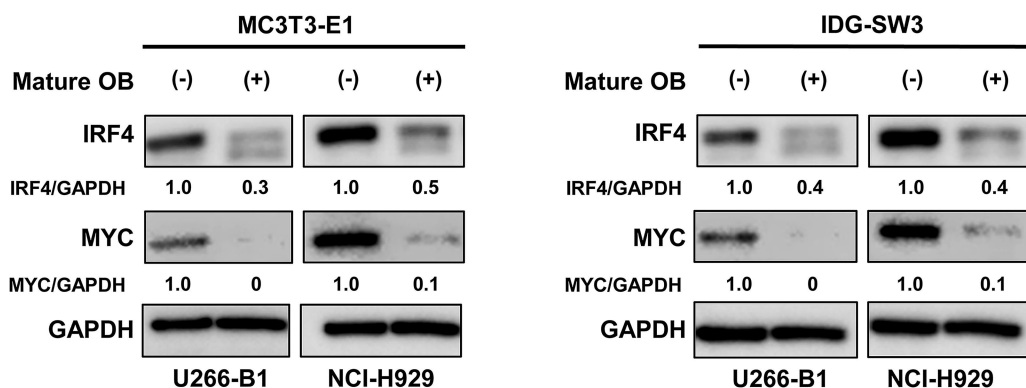 MC3T3-E1
Mature OB (-) (+) (-) (+)
IRF4
IRF4/GAPDH 1.0 0.3 1.0 0.5
MYC
MYC/GAPDH 1.0 0 1.0 0.1
GAPDH
U266-B1 NCI-H929
IDG-SW3
Mature OB (-) (+) (-) (+)
IRF4
IRF4/GAPDH 1.0 0.4 1.0 0.4
MYC
MYC/GAPDH 1.0 0 1.0 0.1
GAPDH
U266-B1 NCI-H929